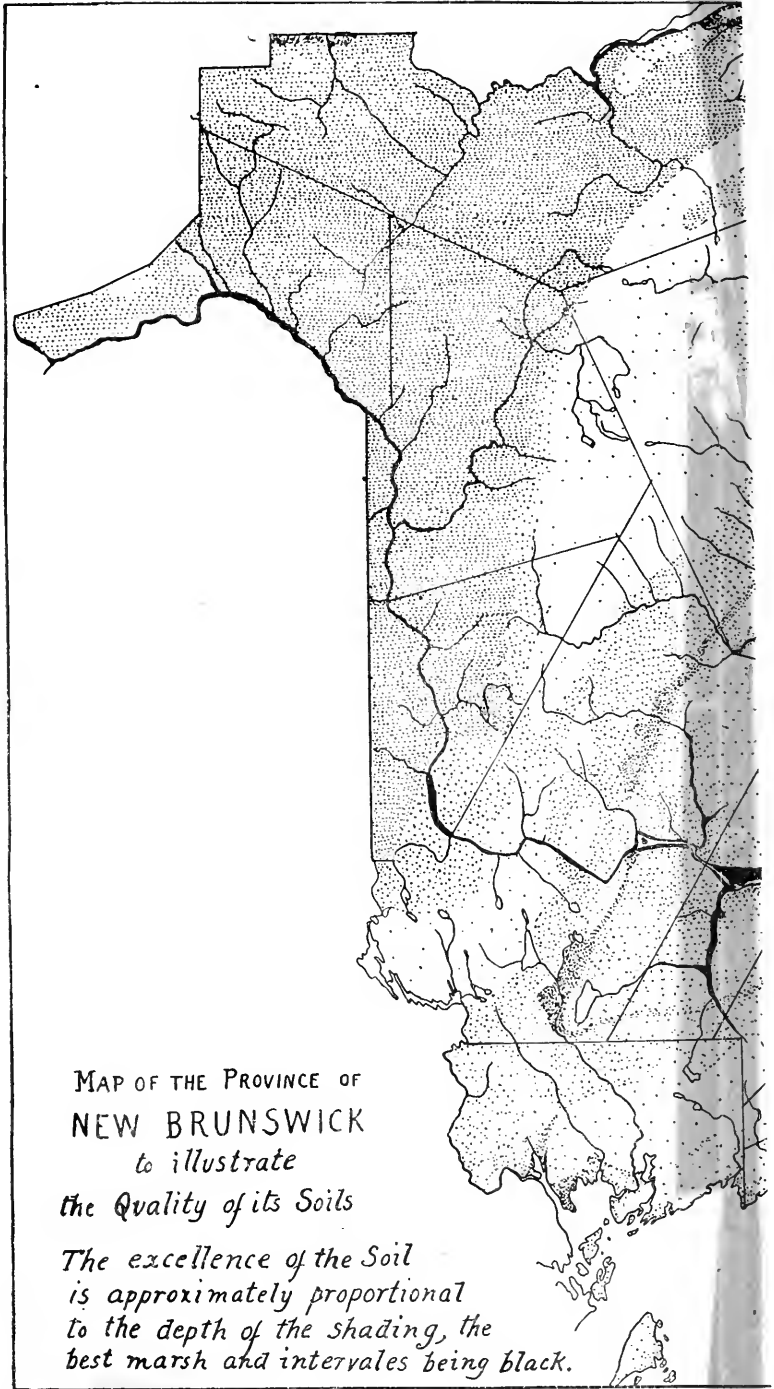 MAP OF THE PROVINCE OF
NEW BRUNSWICK
to illustrate
the Quality of its Soils
The excellence of the Soil
is approximately proportional
to the depth of the shading, the
best marsh and intervales being black.